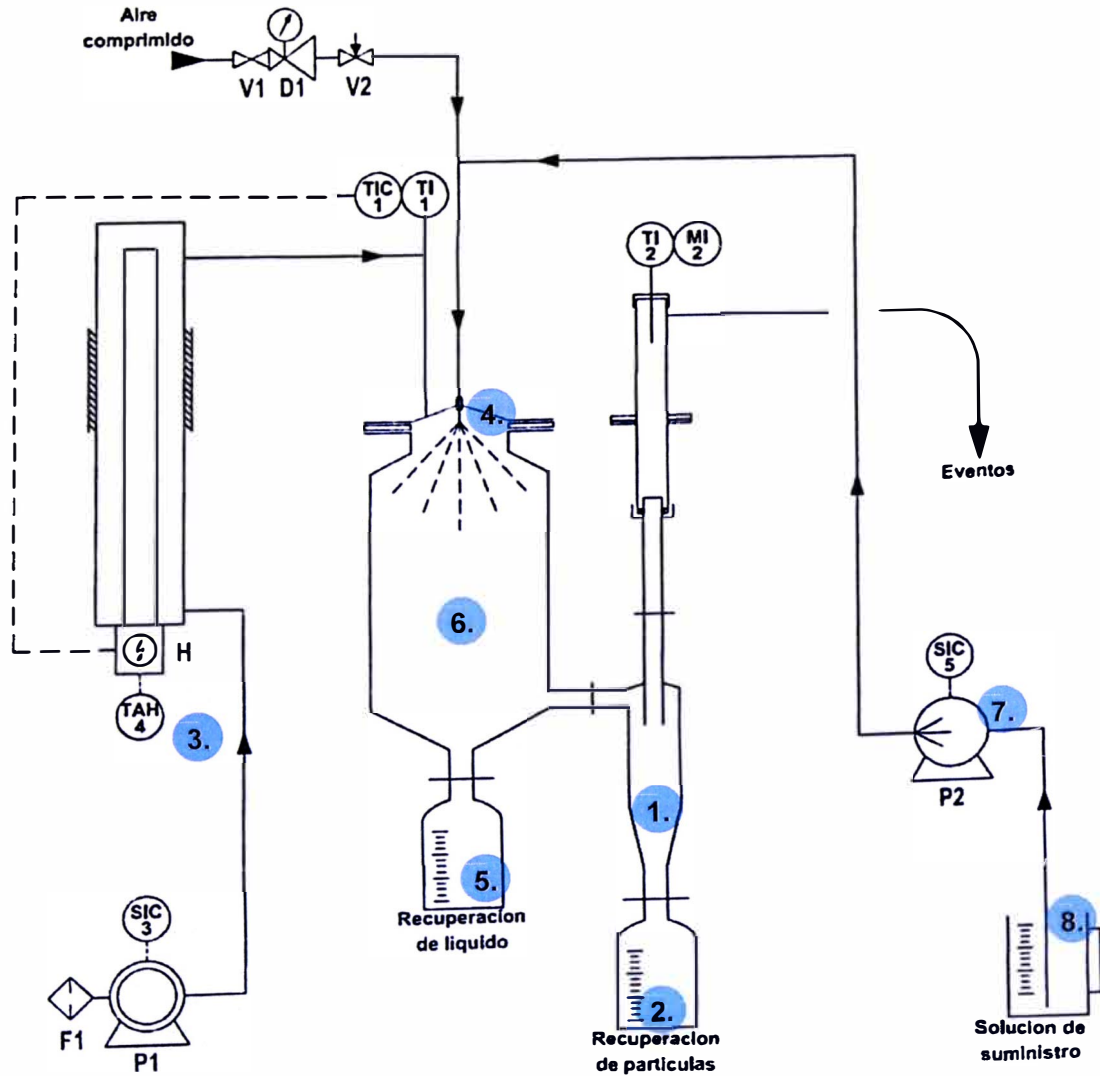 Aire
comprimido
V1 D1 V2
TIC
1
TI
1
TI
2
MI
2
4.
Eventos
6.
H
TAH
4
3.
SIC
5
7.
P2
1.
5.
Recuperacion
de liquido
SIC
3
8.
2.
F1
P1
Recuperacion
de particulas
Solucion de
suministro